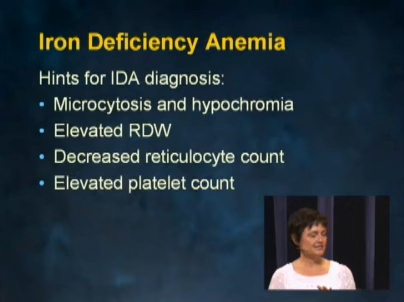 Iron Deficiency Anemia
Hints for IDA diagnosis:
• Microcytosis and hypochromia
• Elevated RDW
• Decreased reticulocyte count
• Elevated platelet count